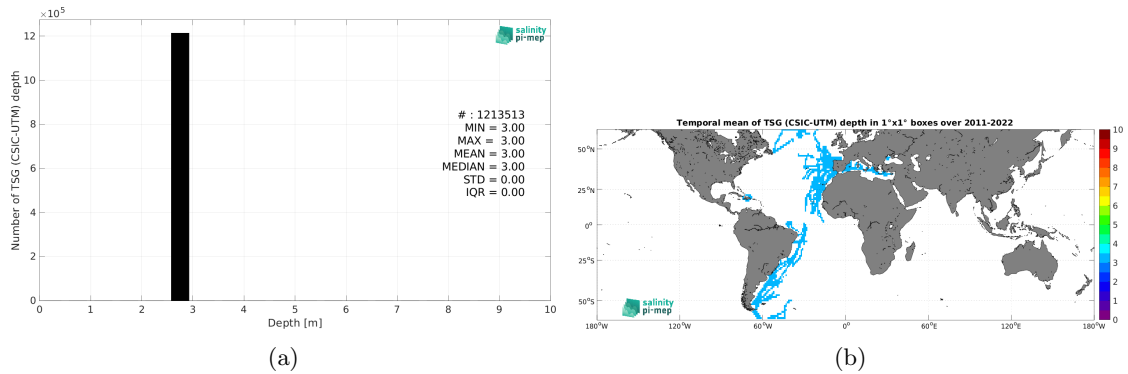 ×10⁵
12
10
8
6
4
2
0
Number of TSG (CSIC-UTM) depth
salinity
pi-mep
# : 1213513
MIN = 3.00
MAX = 3.00
MEAN = 3.00
MEDIAN = 3.00
STD = 0.00
IQR = 0.00
0 1 2 3 4 5 6 7 8 9 10
Depth [m]
(a)
Temporal mean of TSG (CSIC-UTM) depth in 1°x1° boxes over 2011-2022
50°N
25°N
0°
25°S
50°S
salinity
pi-mep
180°W 120°W 60°W 0° 60°E 120°E 180°E
10
9
8
7
6
5
4
3
2
1
0
(b)